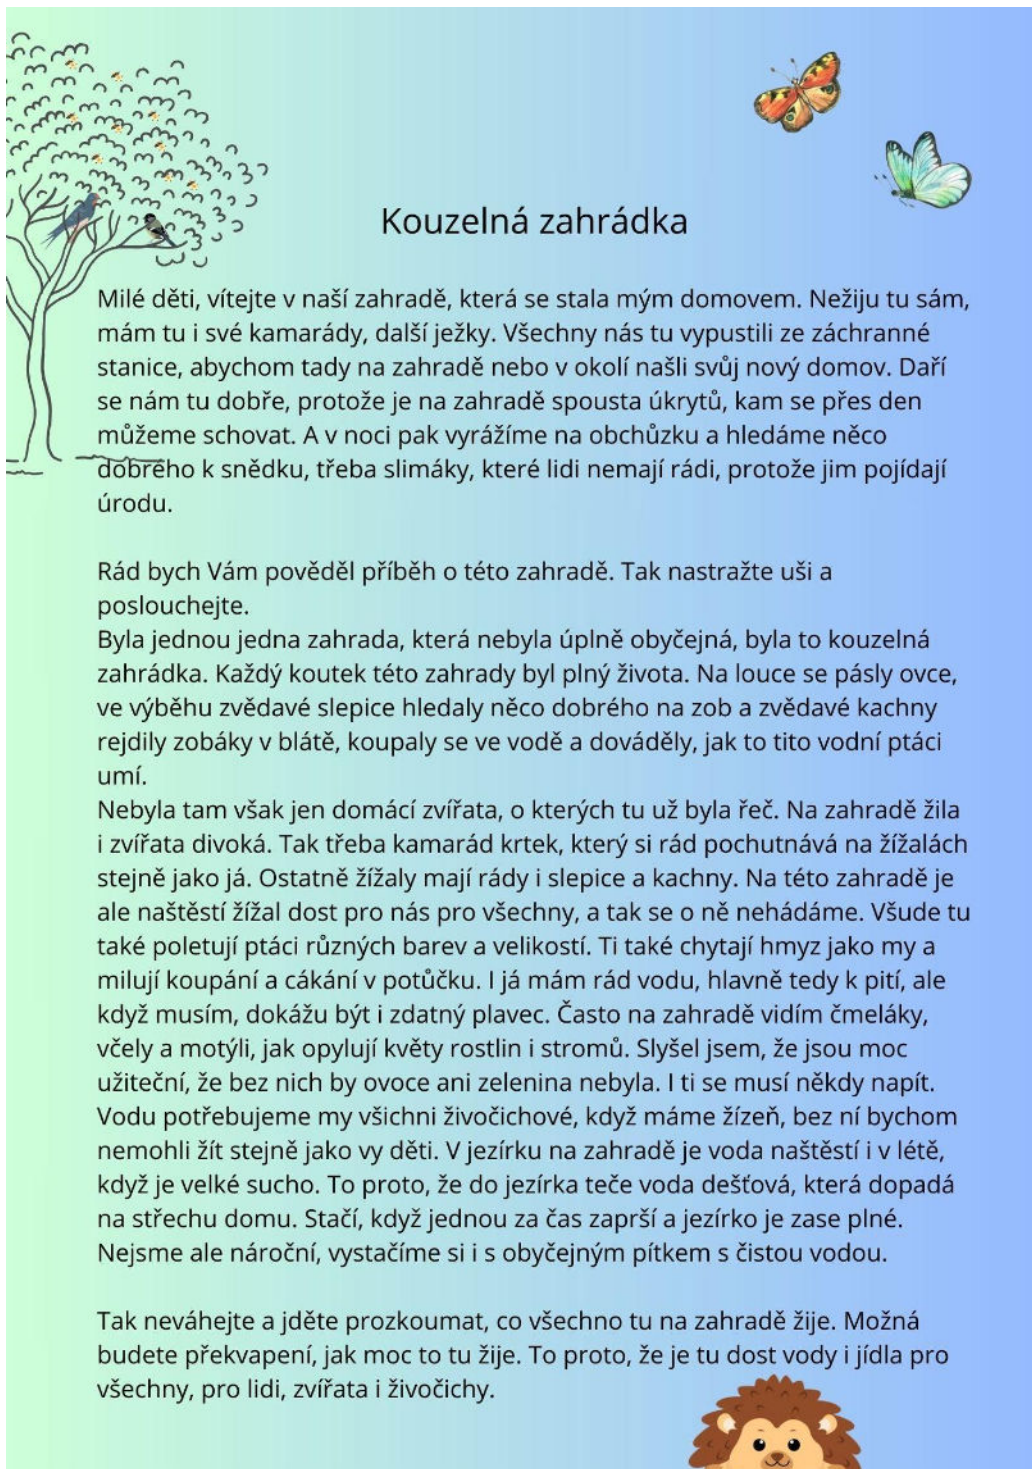 Kouzelná zahrádka
Milé děti, vítejte v naší zahradě, která se stala mým domovem. Nežiju tu sám,
mám tu i své kamarády, další ježky. Všechny nás tu vypustili ze záchranné
stanice, abychom tady na zahradě nebo v okolí našli svůj nový domov. Daří
se nám tu dobře, protože je na zahradě spousta úkrytů, kam se přes den
můžeme schovat. A v noci pak vyrážíme na obchůzku a hledáme něco
dobrého k snědku, třeba slimáky, které lidi nemají rádi, protože jim pojídají
úrodu.
Rád bych Vám pověděl příběh o této zahradě. Tak nastražte uši a
poslouchejte.
Byla jednou jedna zahrada, která nebyla úplně obyčejná, byla to kouzelná
zahrádka. Každý koutek této zahrady byl plný života. Na louce se pásly ovce,
ve výběhu zvědavé slepice hledaly něco dobrého na zob a zvědavé kachny
rejdily zobáky v blátě, koupaly se ve vodě a dováděly, jak to tito vodní ptáci
umí.
Nebyla tam však jen domácí zvířata, o kterých tu už byla řeč. Na zahradě žila
i zvířata divoká. Tak třeba kamarád krtek, který si rád pochutnává na žížalách
stejně jako já. Ostatně žížaly mají rády i slepice a kachny. Na této zahradě je
ale naštěstí žížal dost pro nás pro všechny, a tak se o ně nehádáme. Všude tu
také poletují ptáci různých barev a velikostí. Ti také chytají hmyz jako my a
milují koupání a cákání v potůčku. I já mám rád vodu, hlavně tedy k pití, ale
když musím, dokážu být i zdatný plavec. Často na zahradě vidím čmeláky,
včely a motýli, jak opylují květy rostlin i stromů. Slyšel jsem, že jsou moc
užiteční, že bez nich by ovoce ani zelenina nebyla. I ti se musí někdy napít.
Vodu potřebujeme my všichni živočichové, když máme žízeň, bez ní bychom
nemohli žít stejně jako vy děti. V jezírku na zahradě je voda naštěstí i v létě,
když je velké sucho. To proto, že do jezírka teče voda dešťová, která dopadá
na střechu domu. Stačí, když jednou za čas zaprší a jezírko je zase plné.
Nejsme ale nároční, vystačíme si i s obyčejným pítkem s čistou vodou.
Tak neváhejte a jděte prozkoumat, co všechno tu na zahradě žije. Možná
budete překvapení, jak moc to tu žije. To proto, že je tu dost vody i jídla pro
všechny, pro lidi, zvířata i živočichy.